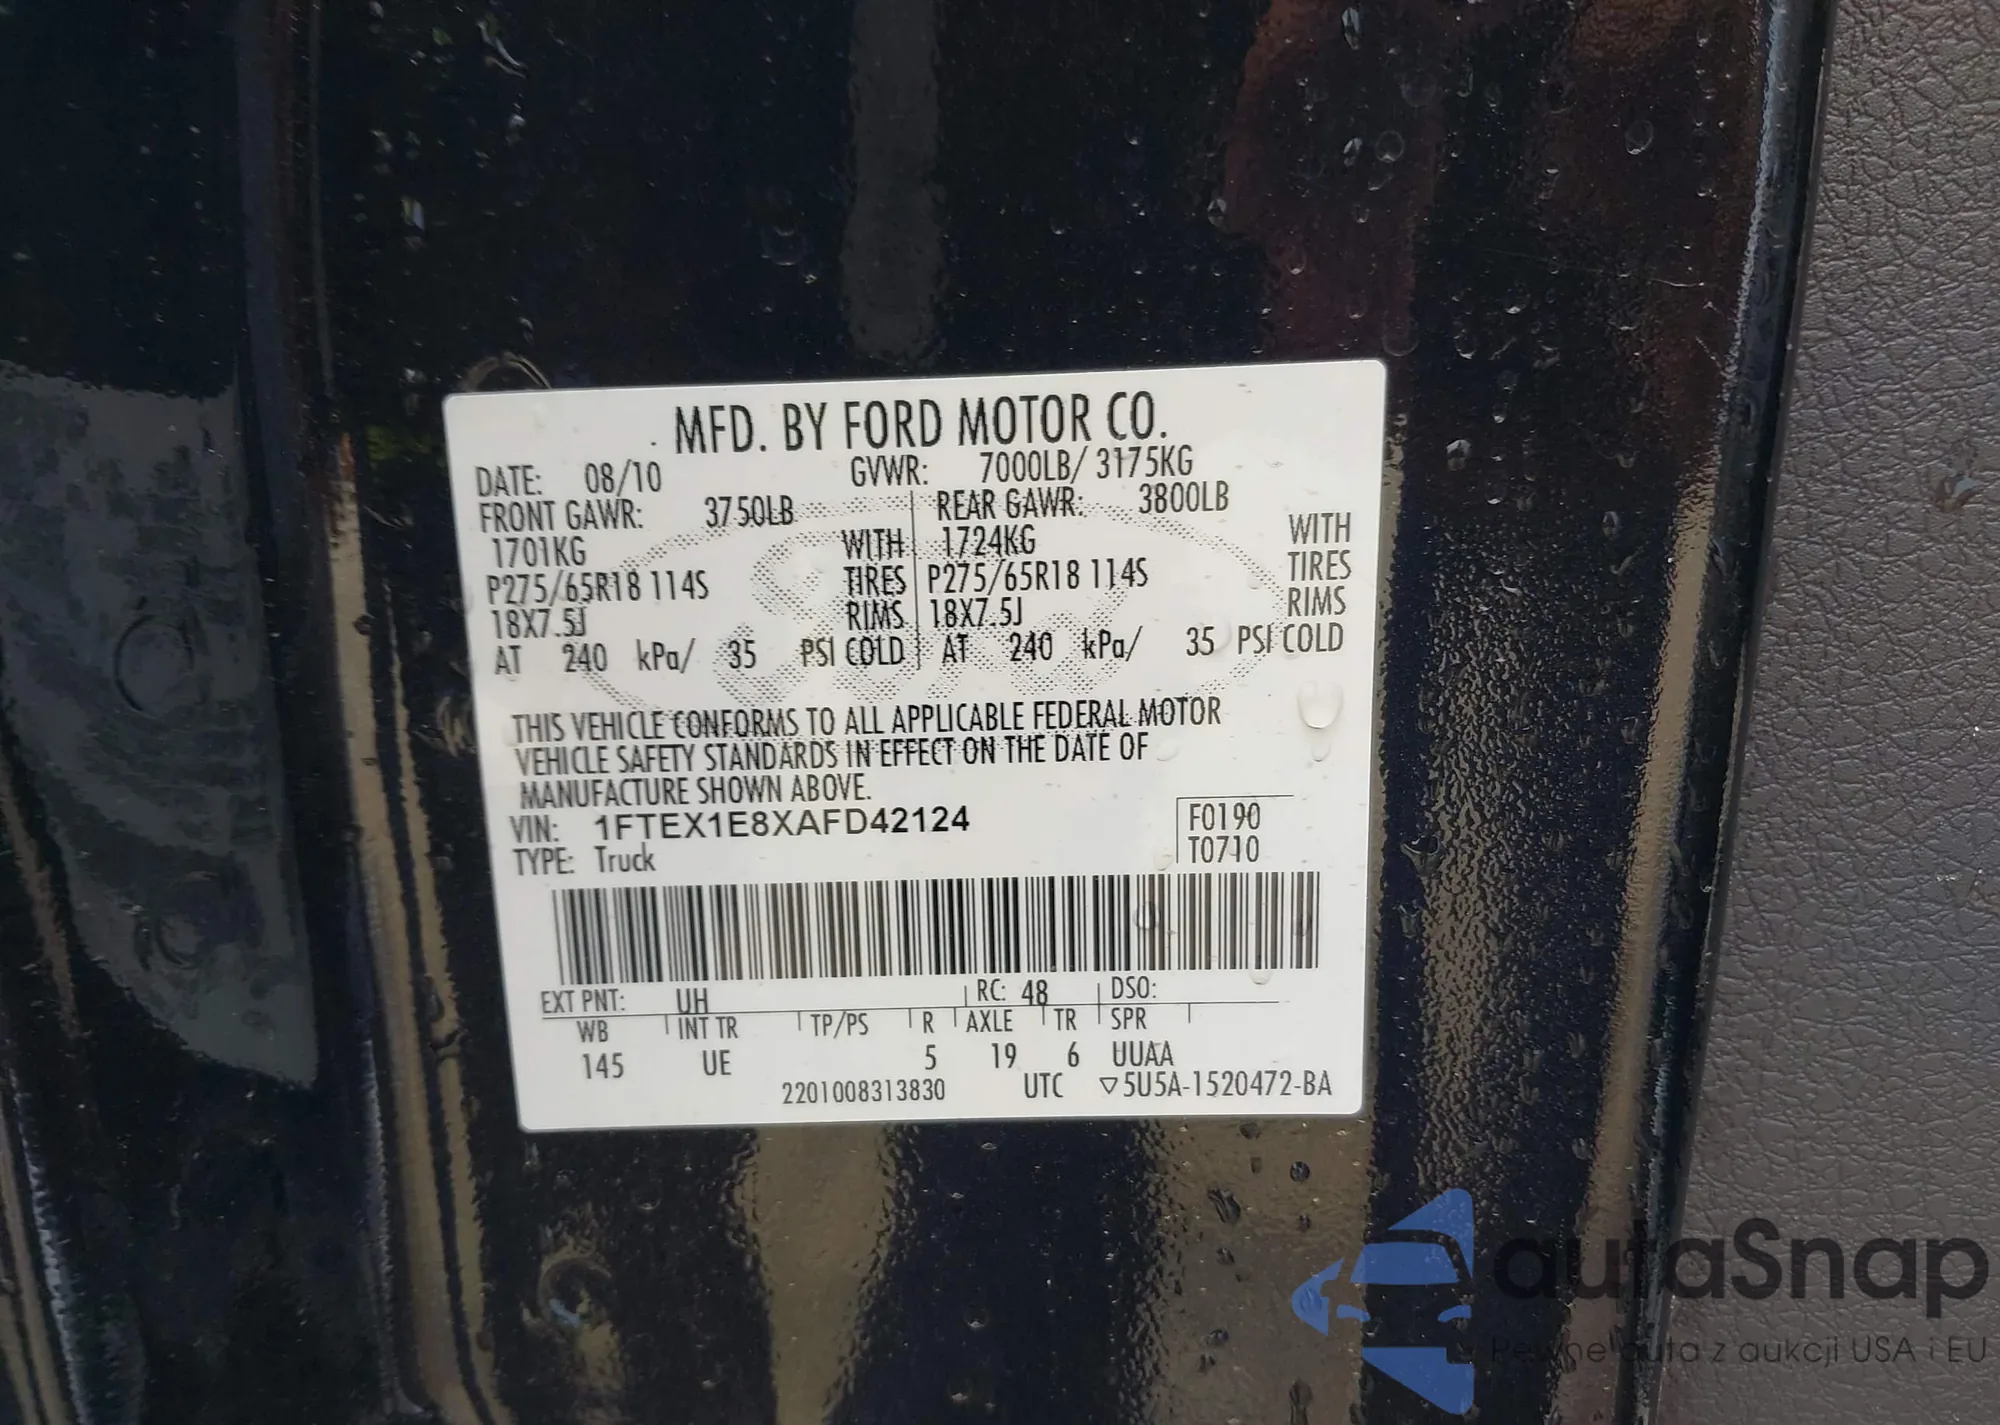 MFD. BY FORD MOTOR CO.
DATE: 08/10 GVWR: 7000LB/ 3175KG
FRONT GAWR: 3750LB REAR GAWR: 3800LB
1701KG WITH 1724KG WITH
P275/65R18 114S TIRES P275/65R18 114S TIRES
18X7.5J RIMS 18X7.5J RIMS
AT 240 kPa/ 35 PSI COLD AT 240 kPa/ 35 PSI COLD
THIS VEHICLE CONFORMS TO ALL APPLICABLE FEDERAL MOTOR
VEHICLE SAFETY STANDARDS IN EFFECT ON THE DATE OF
MANUFACTURE SHOWN ABOVE.
VIN: 1FTEX1E8XAFD42124 F0190
TYPE: Truck T0710
EXT PNT: UH RC: 48 DSO:
WB INT TR TP/PS R AXLE TR SPR
145 UE 5 19 6 UUAA
2201008313830 UTC ▽5U5A-1520472-BA
autaSnap
Pewne auta z aukcji USA i EU